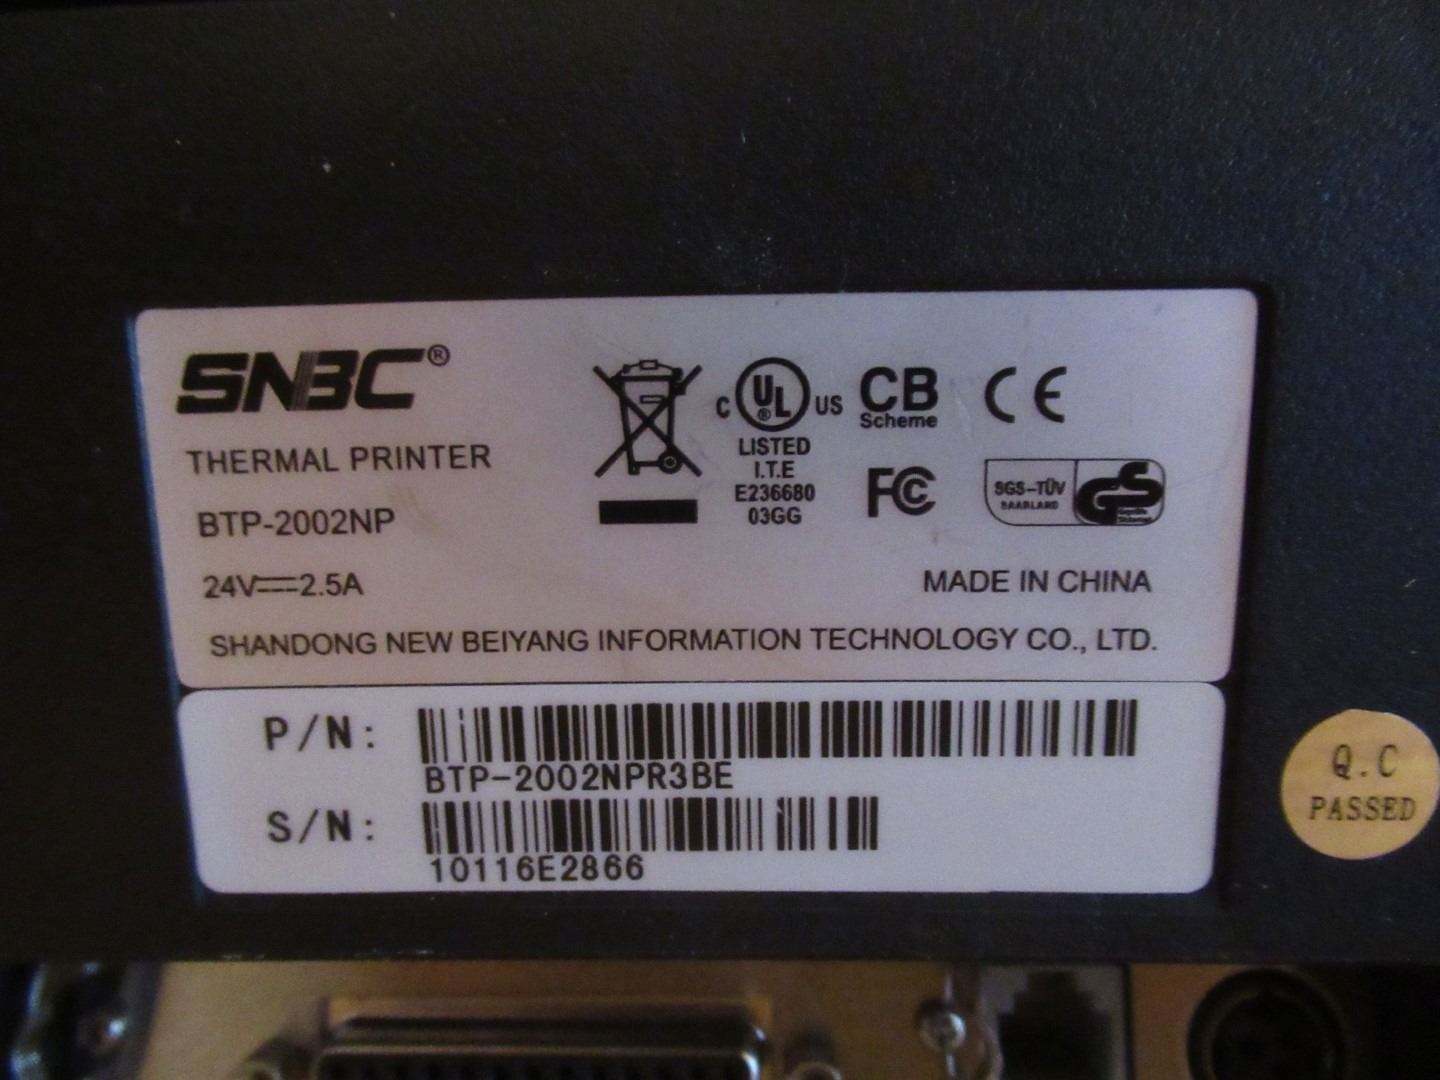 SNBC®
THERMAL PRINTER
BTP-2002NP
24V⎓2.5A
C UL® US
LISTED
I.T.E
E236680
03GG
CB
Scheme
CE
FC
SGS-TÜV
SAARLAND
GS
MADE IN CHINA
SHANDONG NEW BEIYANG INFORMATION TECHNOLOGY CO., LTD.
P/N:
BTP-2002NPR3BE
S/N:
10116E2866
Q.C
PASSED